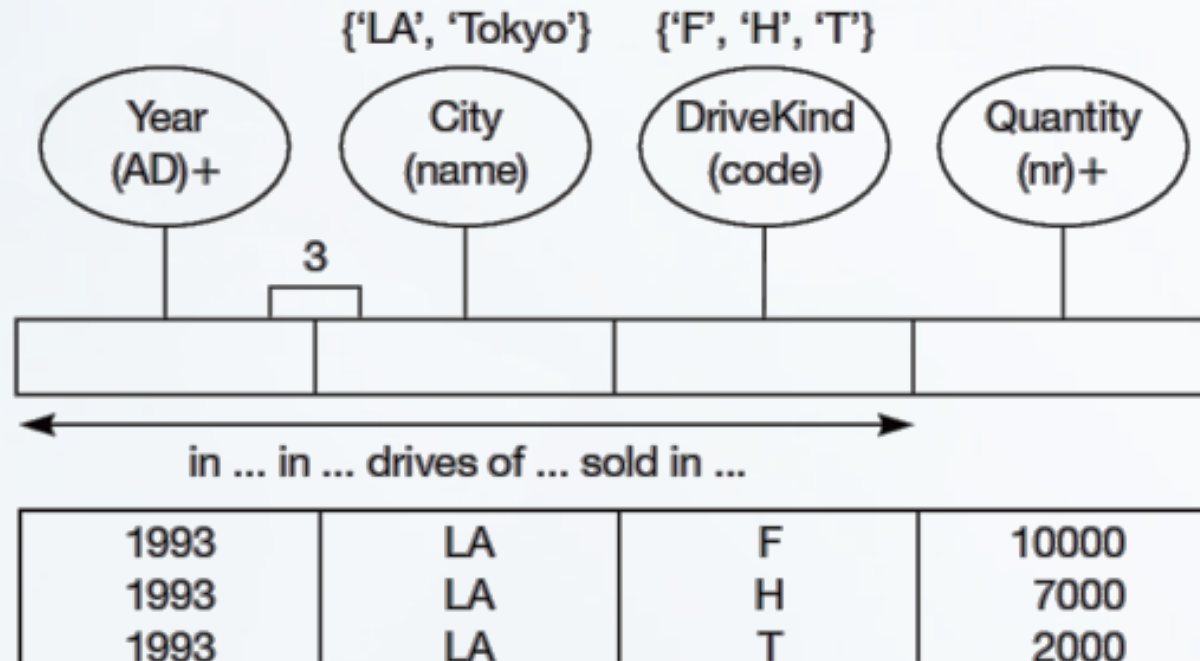 {‘LA’, ‘Tokyo’} {‘F’, ‘H’, ‘T’}
Year City DriveKind Quantity
(AD)+ (name) (code) (nr)+
3
in ... in ... drives of ... sold in ...
1993 LA F 10000
1993 LA H 7000
1993 LA T 2000